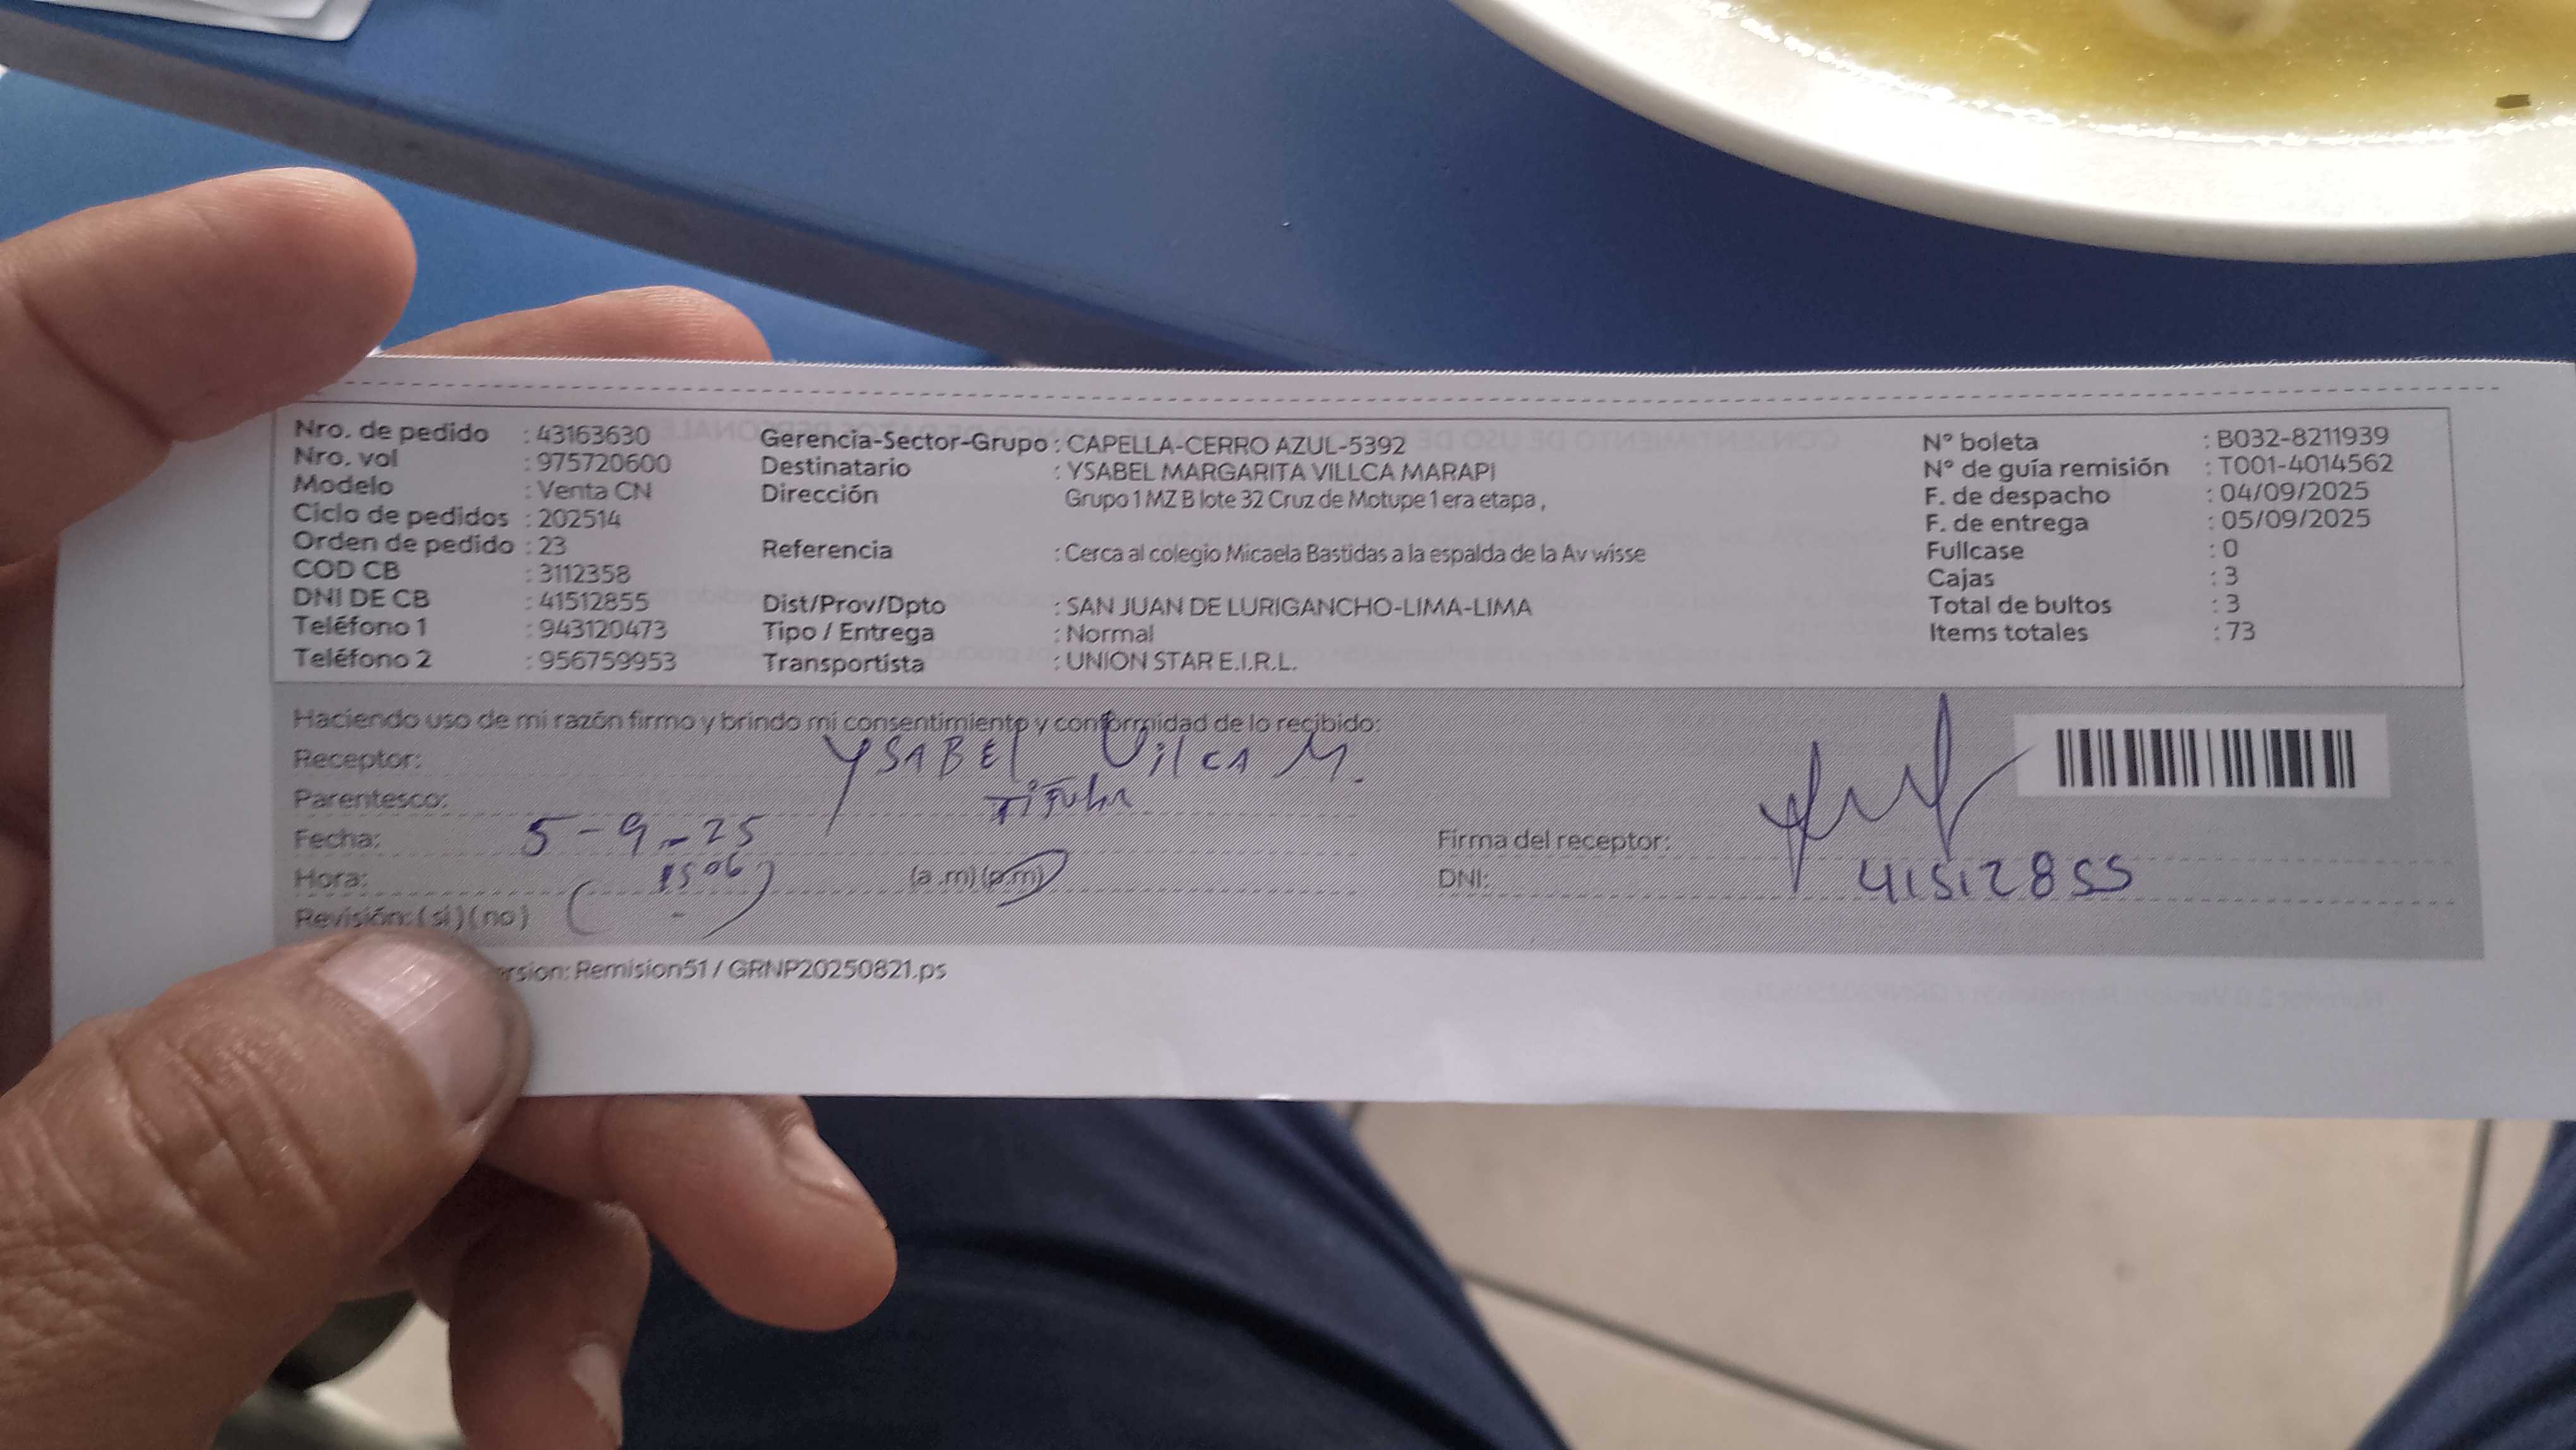 Nro. de pedido : 43163630
Nro. vol : 975720600
Modelo : Venta CN
Ciclo de pedidos : 202514
Orden de pedido : 23
COD CB : 3112358
DNI DE CB : 41512855
Teléfono 1 : 943120473
Teléfono 2 : 956759953
Gerencia-Sector-Grupo : CAPELLA-CERRO AZUL-5392
Destinatario : YSABEL MARGARITA VILLCA MARAPI
Dirección Grupo 1 MZ B lote 32 Cruz de Motupe 1 era etapa ,
Referencia : Cerca al colegio Micaela Bastidas a la espalda de la Av wisse
Dist/Prov/Dpto : SAN JUAN DE LURIGANCHO-LIMA-LIMA
Tipo / Entrega : Normal
Transportista : UNION STAR E.I.R.L.
N° boleta : B032-8211939
N° de guía remisión : T001-4014562
F. de despacho : 04/09/2025
F. de entrega : 05/09/2025
Fullcase : 0
Cajas : 3
Total de bultos : 3
Items totales : 73
Haciendo uso de mi razón firmo y brindo mi consentimiento y conformidad de lo recibido:
Receptor: YSABEL Vilca M.
Parentesco: Titular
Fecha: 5-9-25
Hora: 1506 (a.m) (p.m)
Revisión: (si) (no)
Firma del receptor:
DNI: 41512855
ersion: Remision51 / GRNP20250821.ps